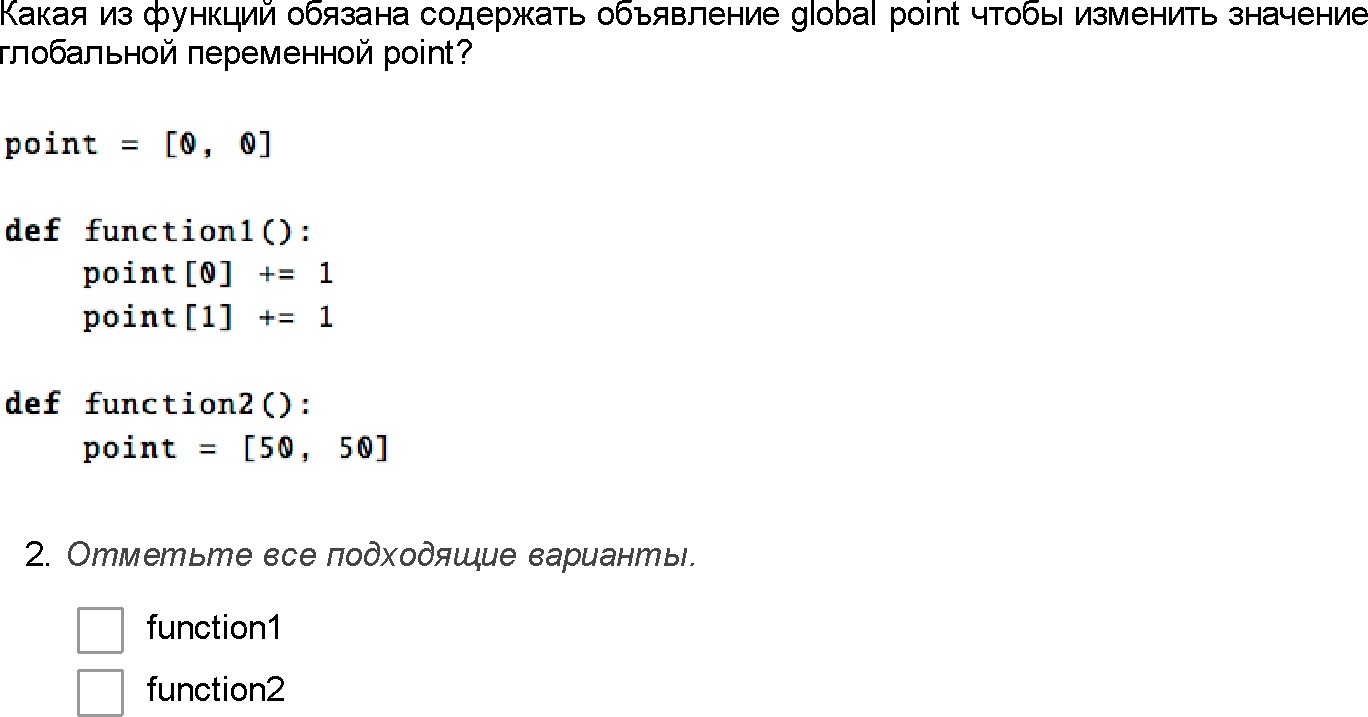 Какая из функций обязана содержать объявление global point чтобы изменить значение
глобальной переменной point?
point = [0, 0]
def function1():
    point[0] += 1
    point[1] += 1
def function2():
    point = [50, 50]
2. Отметьте все подходящие варианты.
function1
function2